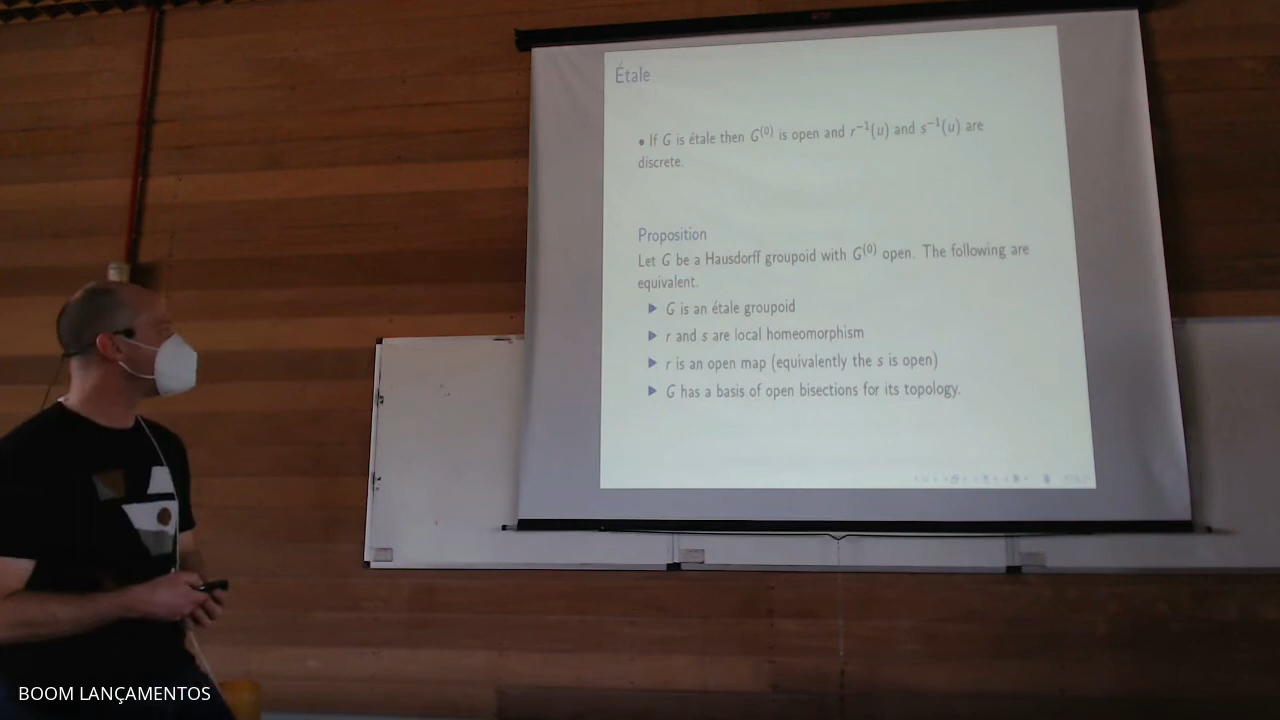 Étale
• If G is étale then G⁽⁰⁾ is open and r⁻¹(u) and s⁻¹(u) are
discrete.
Proposition
Let G be a Hausdorff groupoid with G⁽⁰⁾ open. The following are
equivalent.
▶ G is an étale groupoid
▶ r and s are local homeomorphism
▶ r is an open map (equivalently the s is open)
▶ G has a basis of open bisections for its topology.
BOOM LANÇAMENTOS